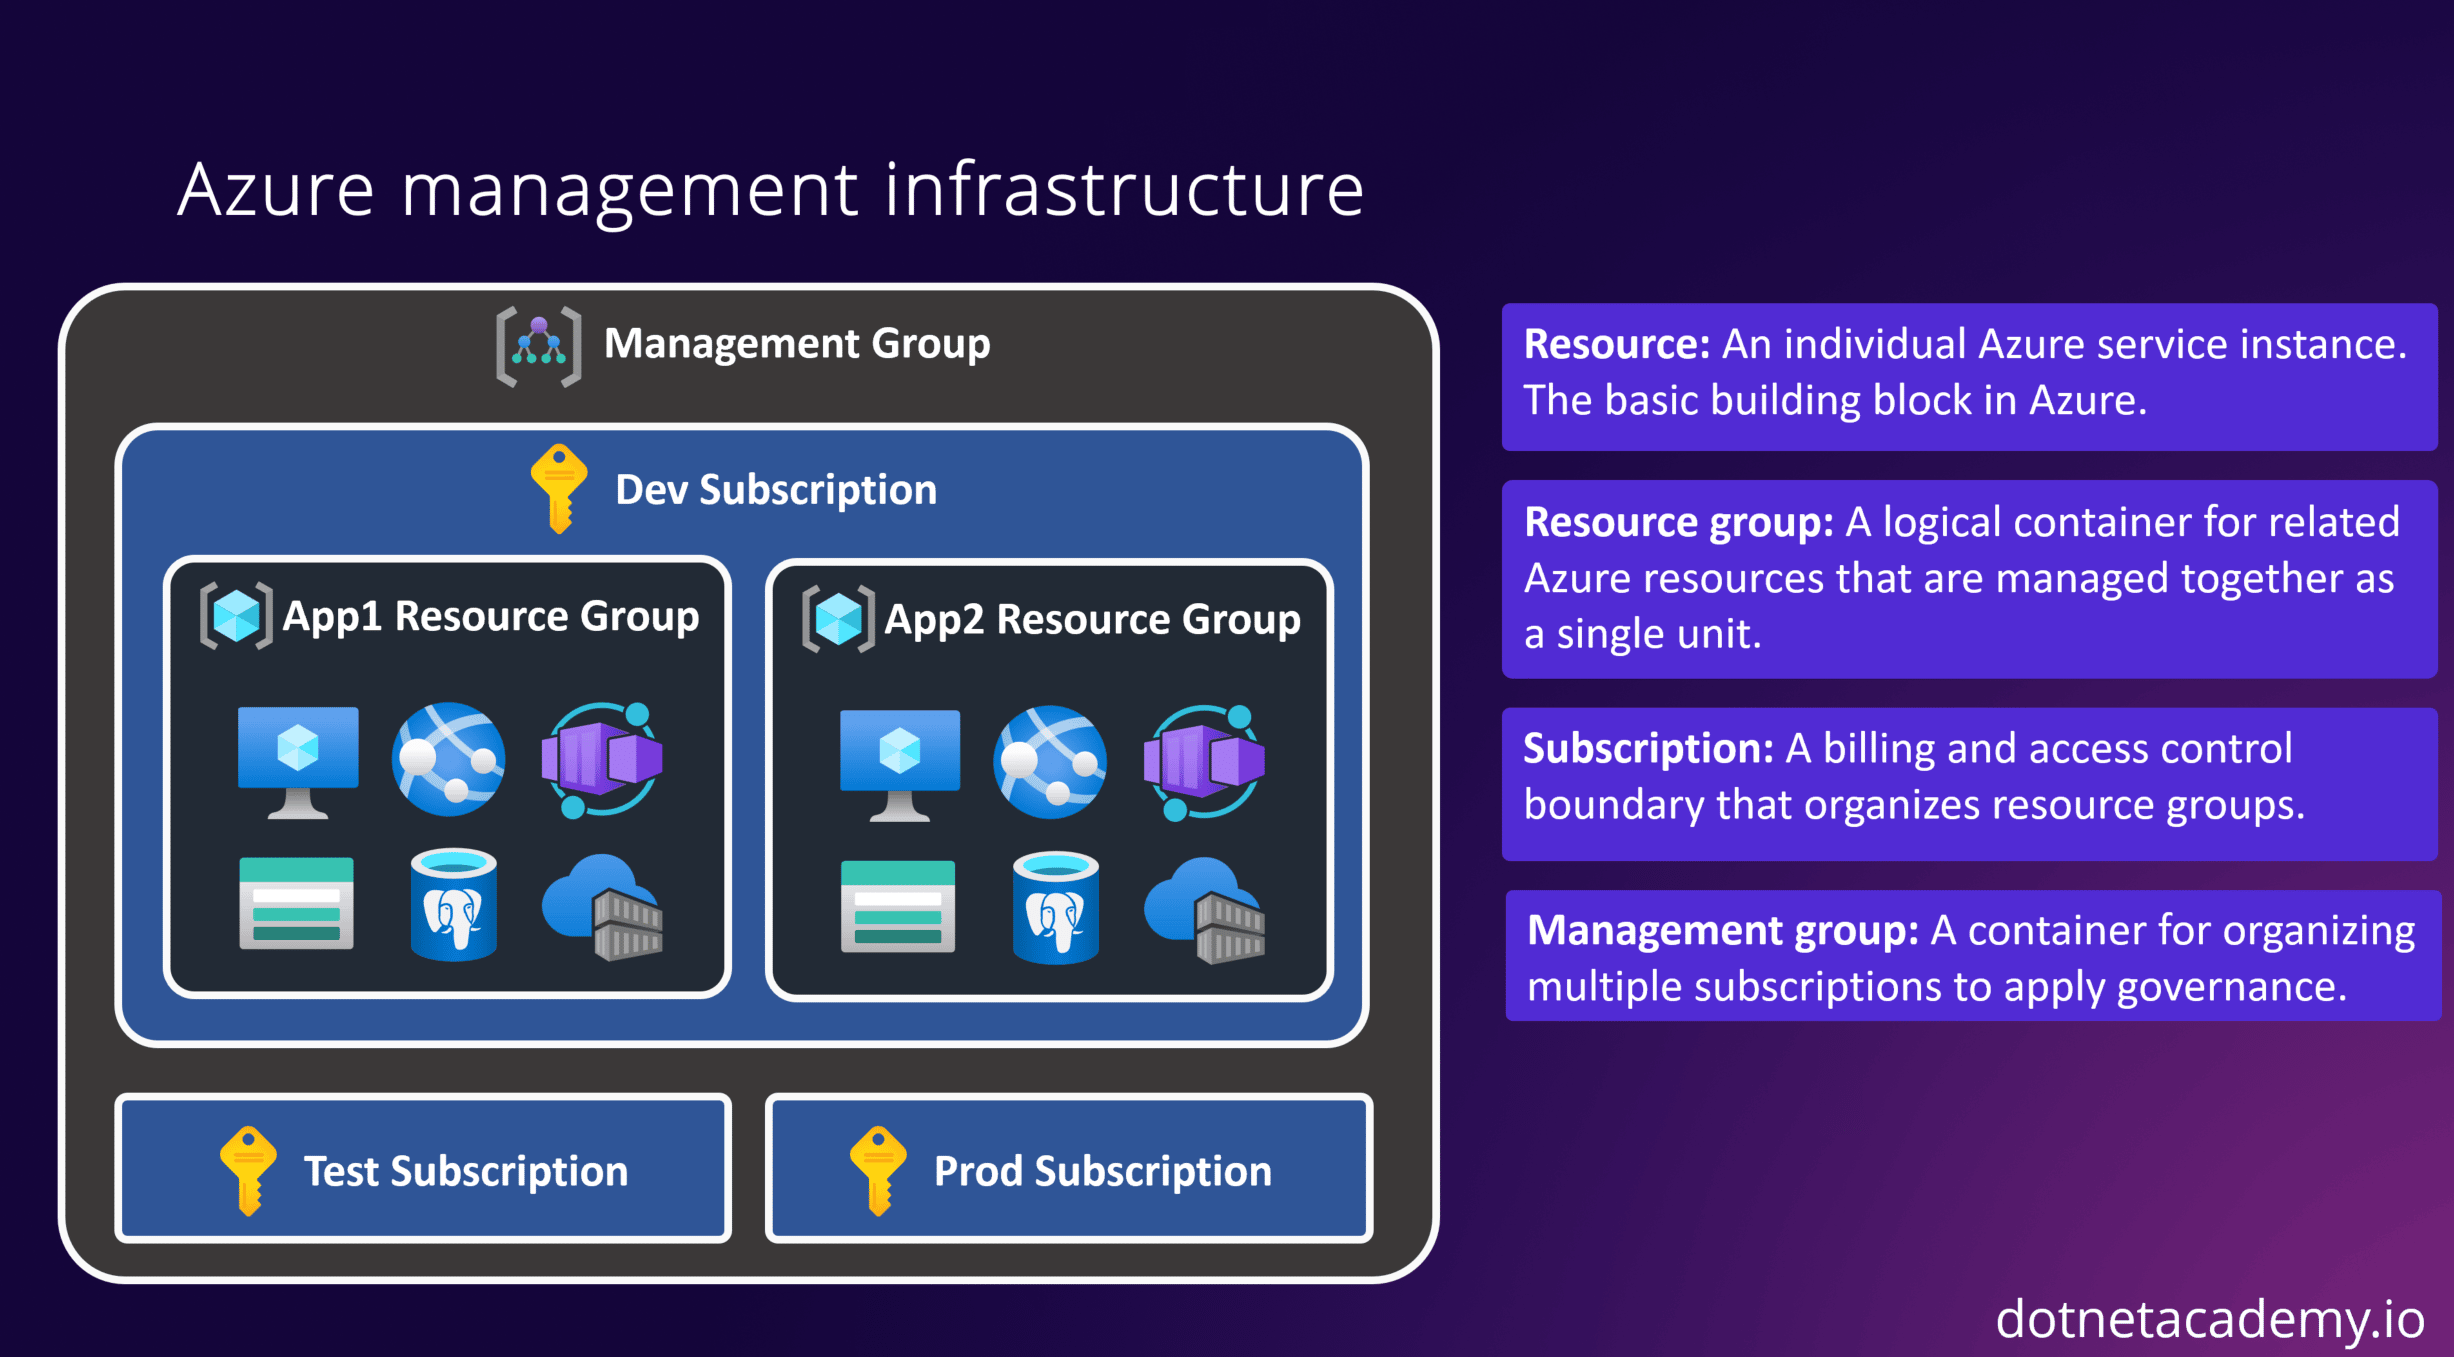 Azure management infrastructure
Management Group
Dev Subscription
App1 Resource Group
App2 Resource Group
Test Subscription
Prod Subscription
Resource: An individual Azure service instance.
The basic building block in Azure.
Resource group: A logical container for related
Azure resources that are managed together as
a single unit.
Subscription: A billing and access control
boundary that organizes resource groups.
Management group: A container for organizing
multiple subscriptions to apply governance.
dotnetacademy.io